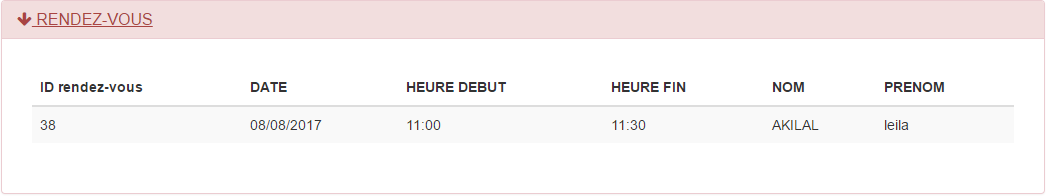 RENDEZ-VOUS
ID rendez-vous DATE HEURE DEBUT HEURE FIN NOM PRENOM
38 08/08/2017 11:00 11:30 AKILAL leila